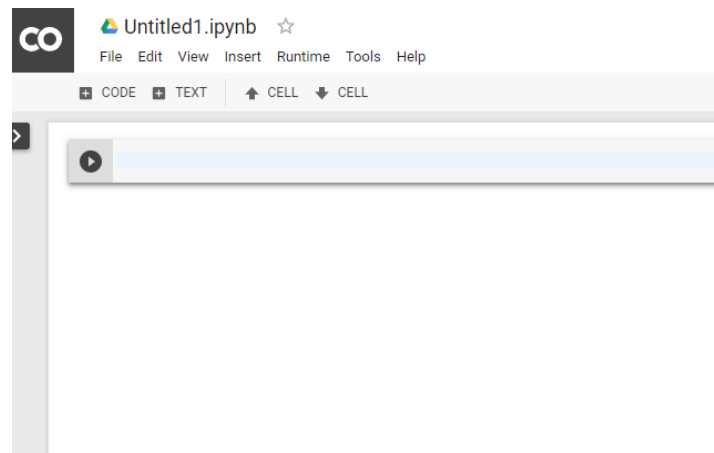 CO
Untitled1.ipynb
File Edit View Insert Runtime Tools Help
CODE TEXT CELL CELL